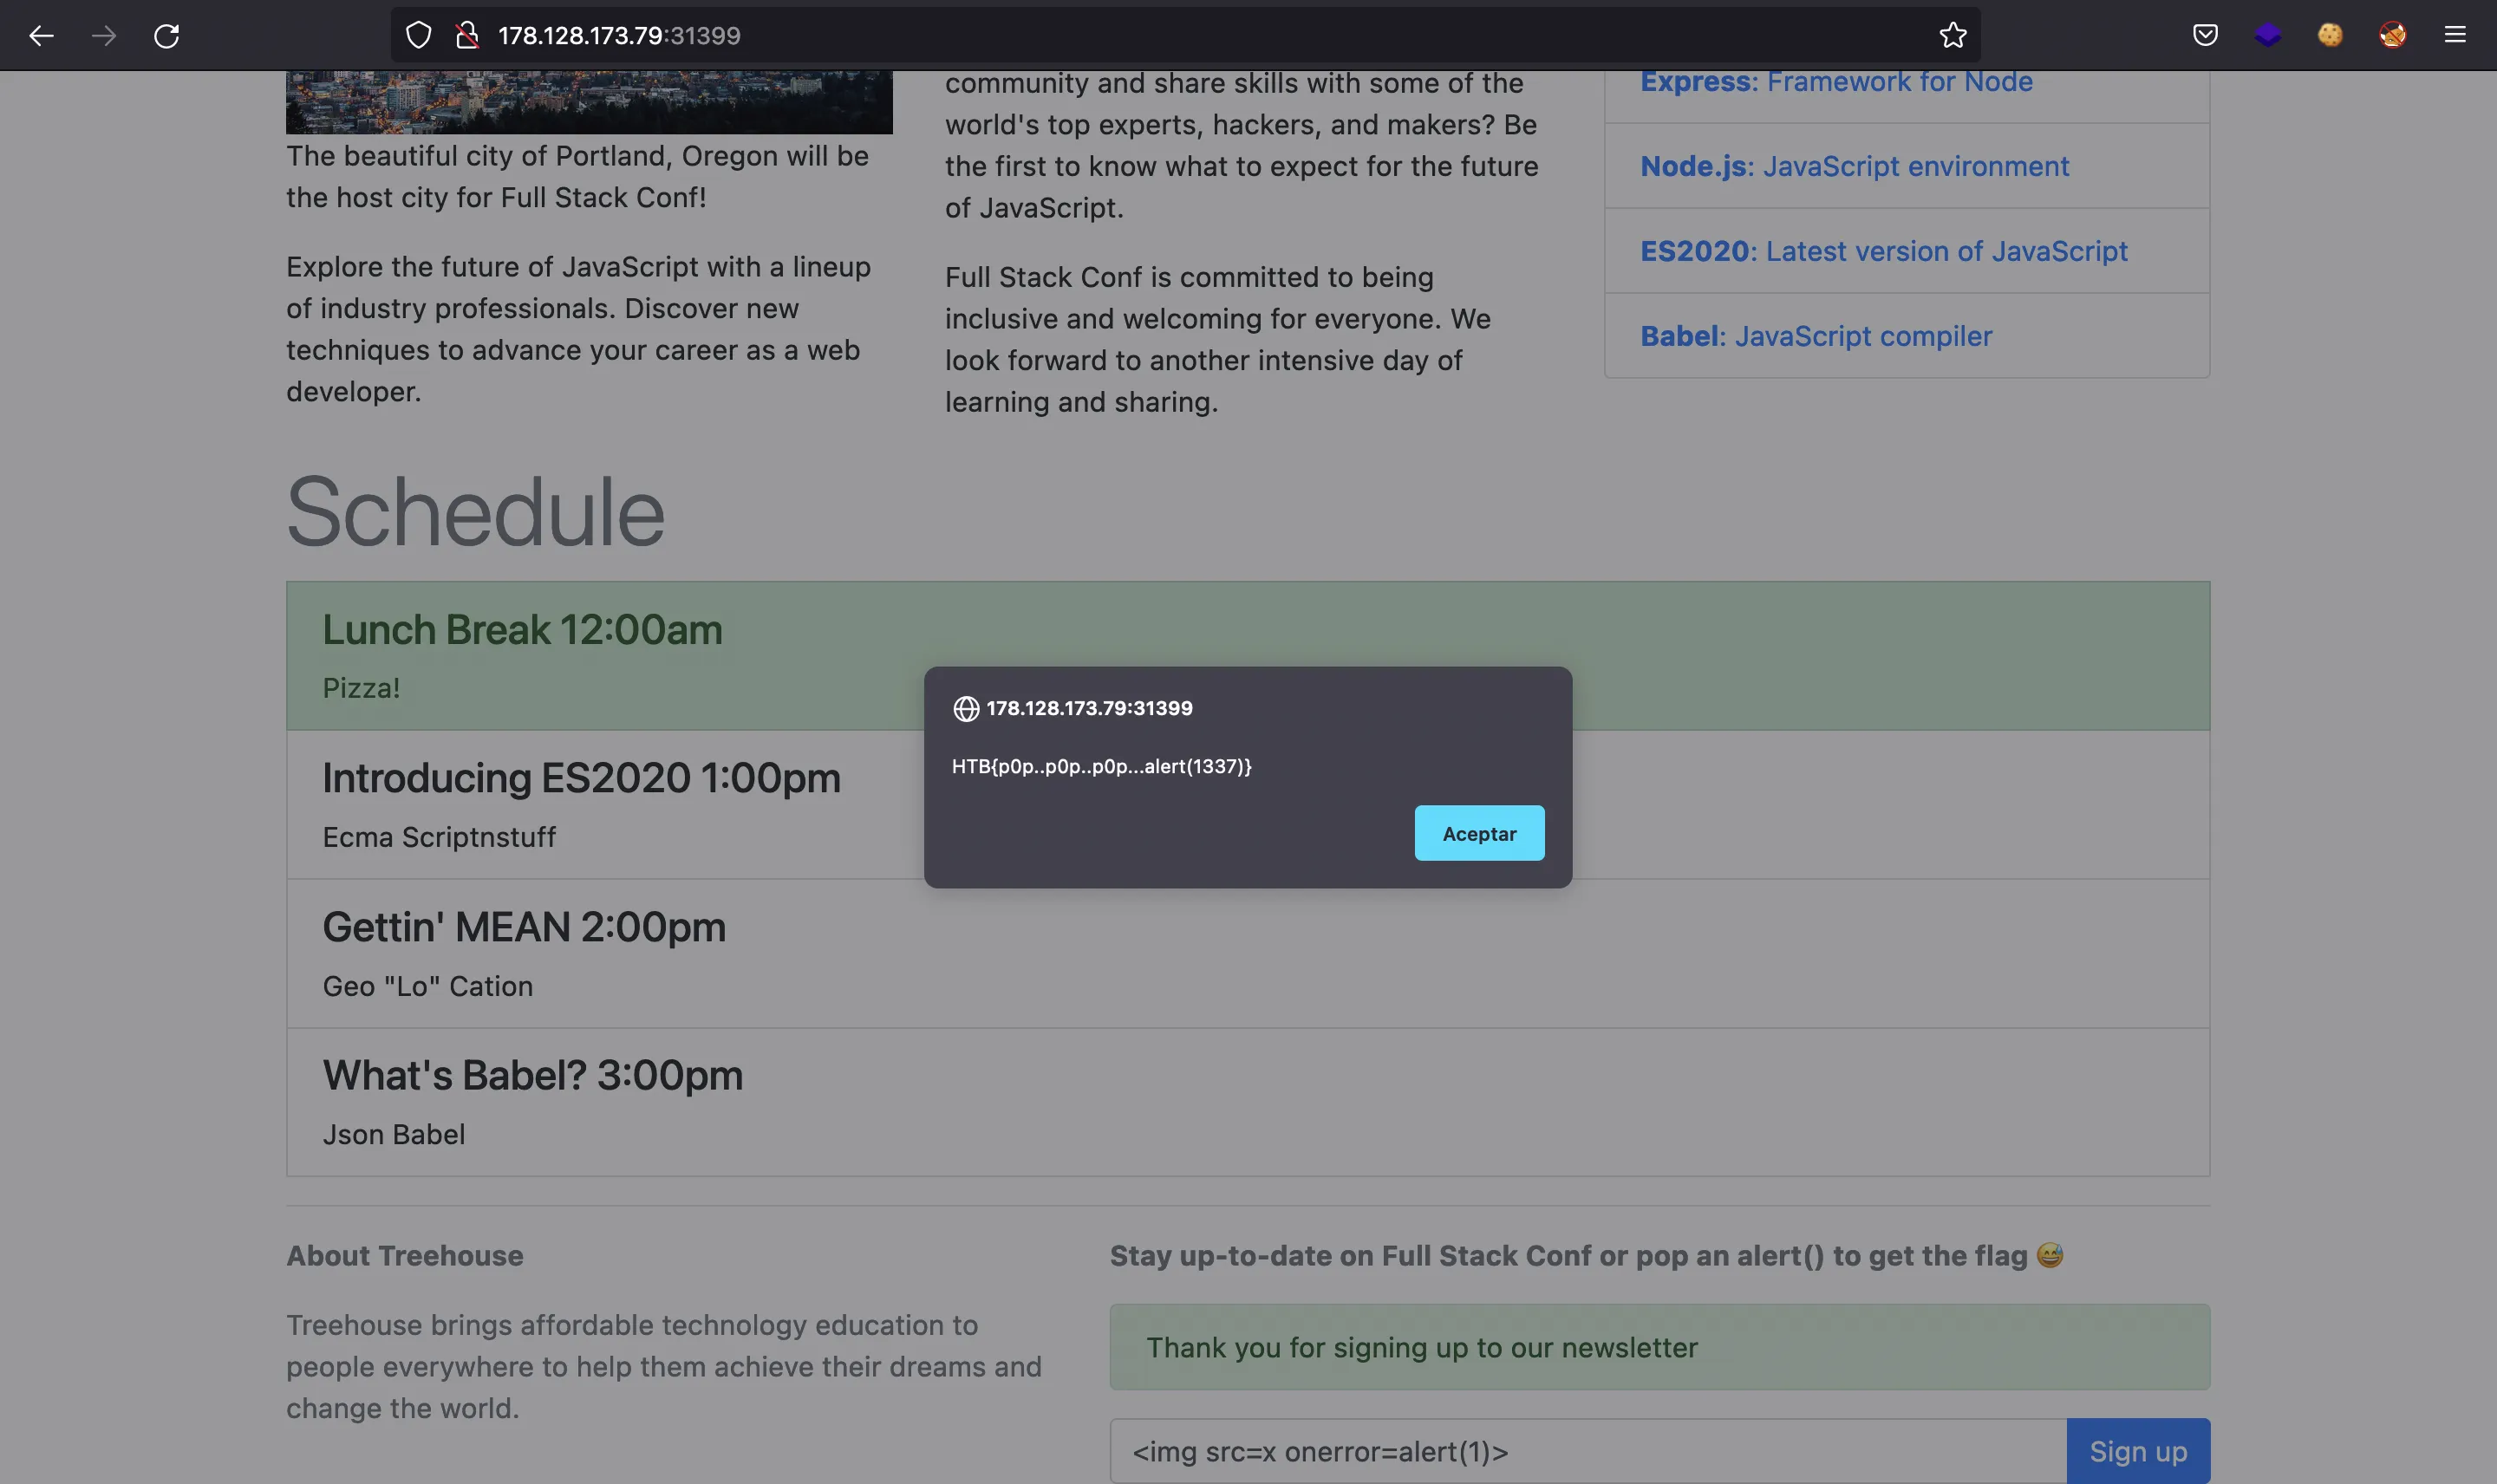 178.128.173.79:31399
The beautiful city of Portland, Oregon will be
the host city for Full Stack Conf!
Explore the future of JavaScript with a lineup
of industry professionals. Discover new
techniques to advance your career as a web
developer.
community and share skills with some of the
world's top experts, hackers, and makers? Be
the first to know what to expect for the future
of JavaScript.
Full Stack Conf is committed to being
inclusive and welcoming for everyone. We
look forward to another intensive day of
learning and sharing.
Express: Framework for Node
Node.js: JavaScript environment
ES2020: Latest version of JavaScript
Babel: JavaScript compiler
Schedule
Lunch Break 12:00am
Pizza!
Introducing ES2020 1:00pm
Ecma Scriptnstuff
Gettin' MEAN 2:00pm
Geo "Lo" Cation
What's Babel? 3:00pm
Json Babel
178.128.173.79:31399
HTB{p0p..p0p..p0p...alert(1337)}
Aceptar
About Treehouse
Treehouse brings affordable technology education to
people everywhere to help them achieve their dreams and
change the world.
Stay up-to-date on Full Stack Conf or pop an alert() to get the flag 😅
Thank you for signing up to our newsletter
<img src=x onerror=alert(1)>
Sign up